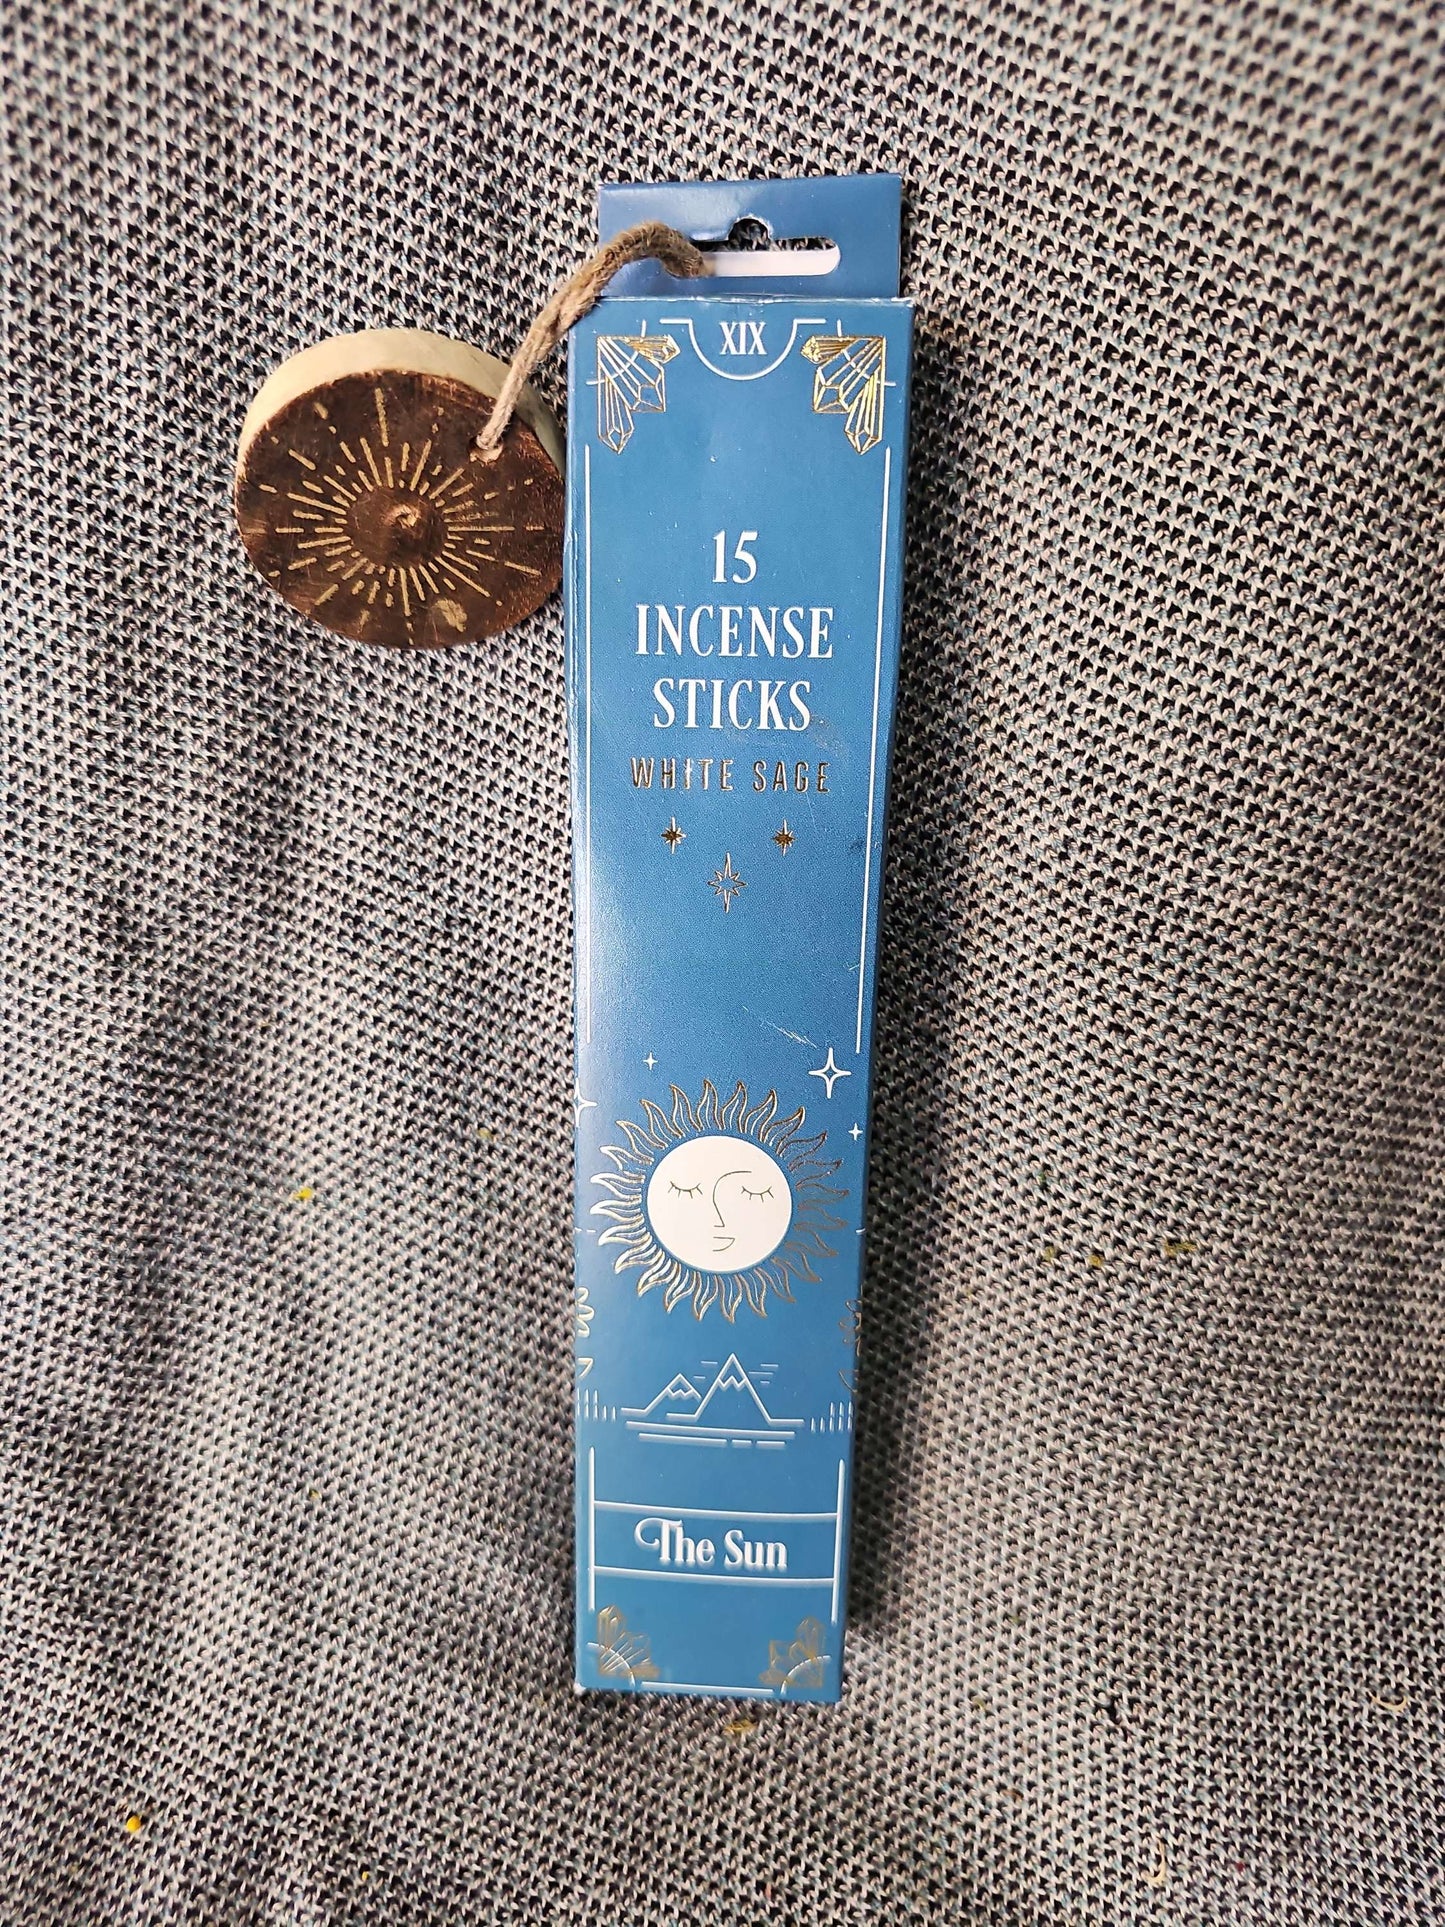 XIX
15
INCENSE
STICKS
WHITE SAGE
The Sun